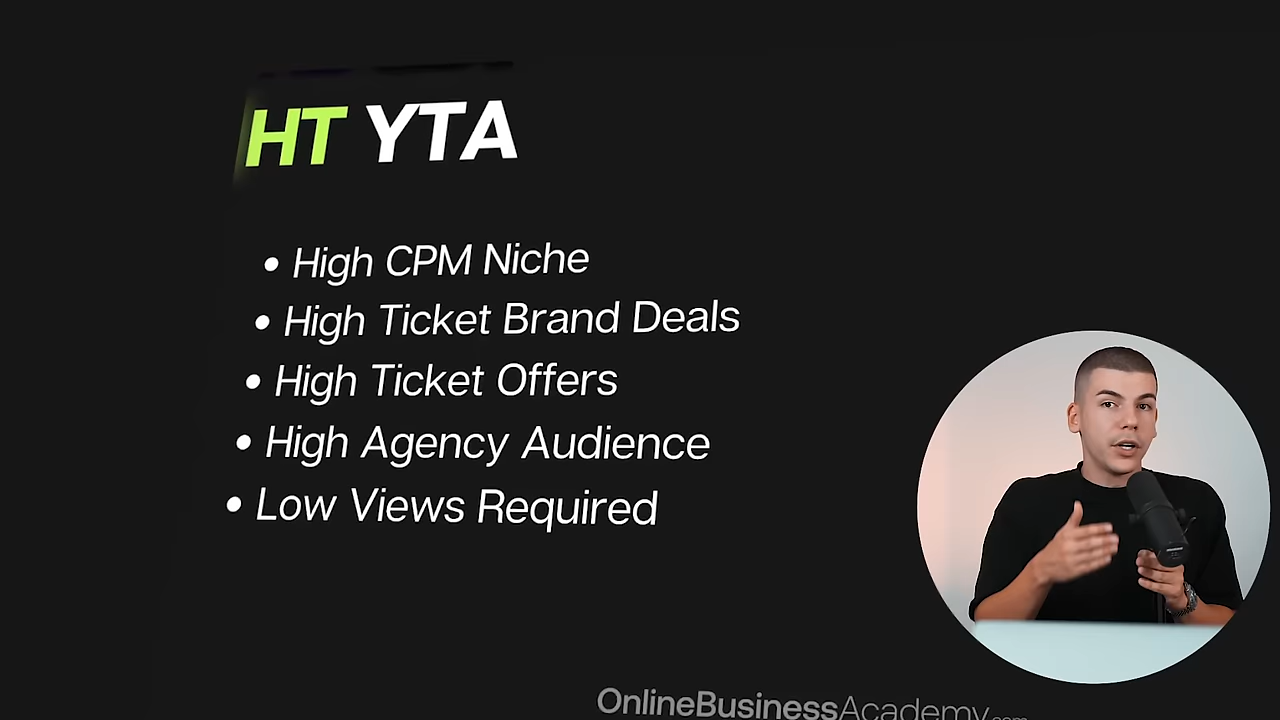 HT YTA
• High CPM Niche
• High Ticket Brand Deals
• High Ticket Offers
• High Agency Audience
• Low Views Required
OnlineBusinessAcademy.com